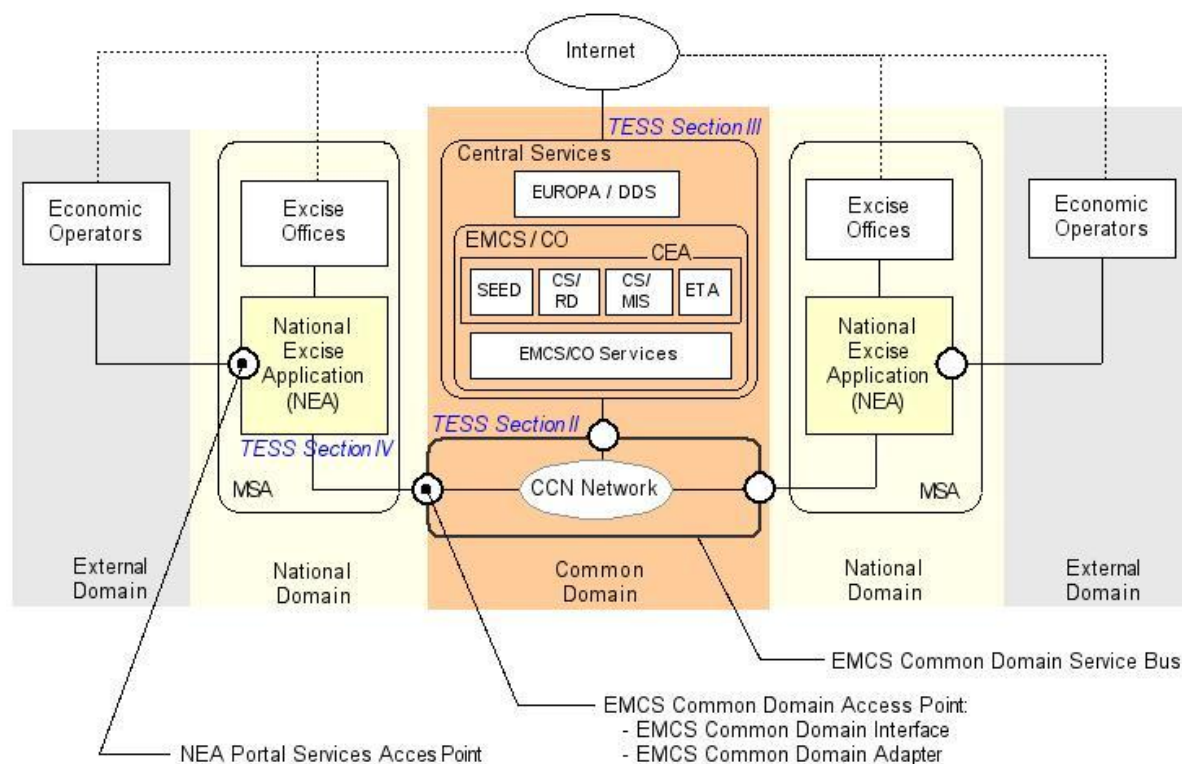 Internet
TESS Section III
Central Services
EUROPA / DDS
EMCS / CO
CEA
SEED
CS/
RD
CS/
MIS
ETA
EMCS/CO Services
Economic
Operators
Excise
Offices
National
Excise
Application
(NEA)
TESS Section IV
MSA
Excise
Offices
National
Excise
Application
(NEA)
MSA
Economic
Operators
TESS Section II
CCN Network
External
Domain
National
Domain
Common
Domain
National
Domain
External
Domain
EMCS Common Domain Service Bus
EMCS Common Domain Access Point:
- EMCS Common Domain Interface
- EMCS Common Domain Adapter
NEA Portal Services Acces Point